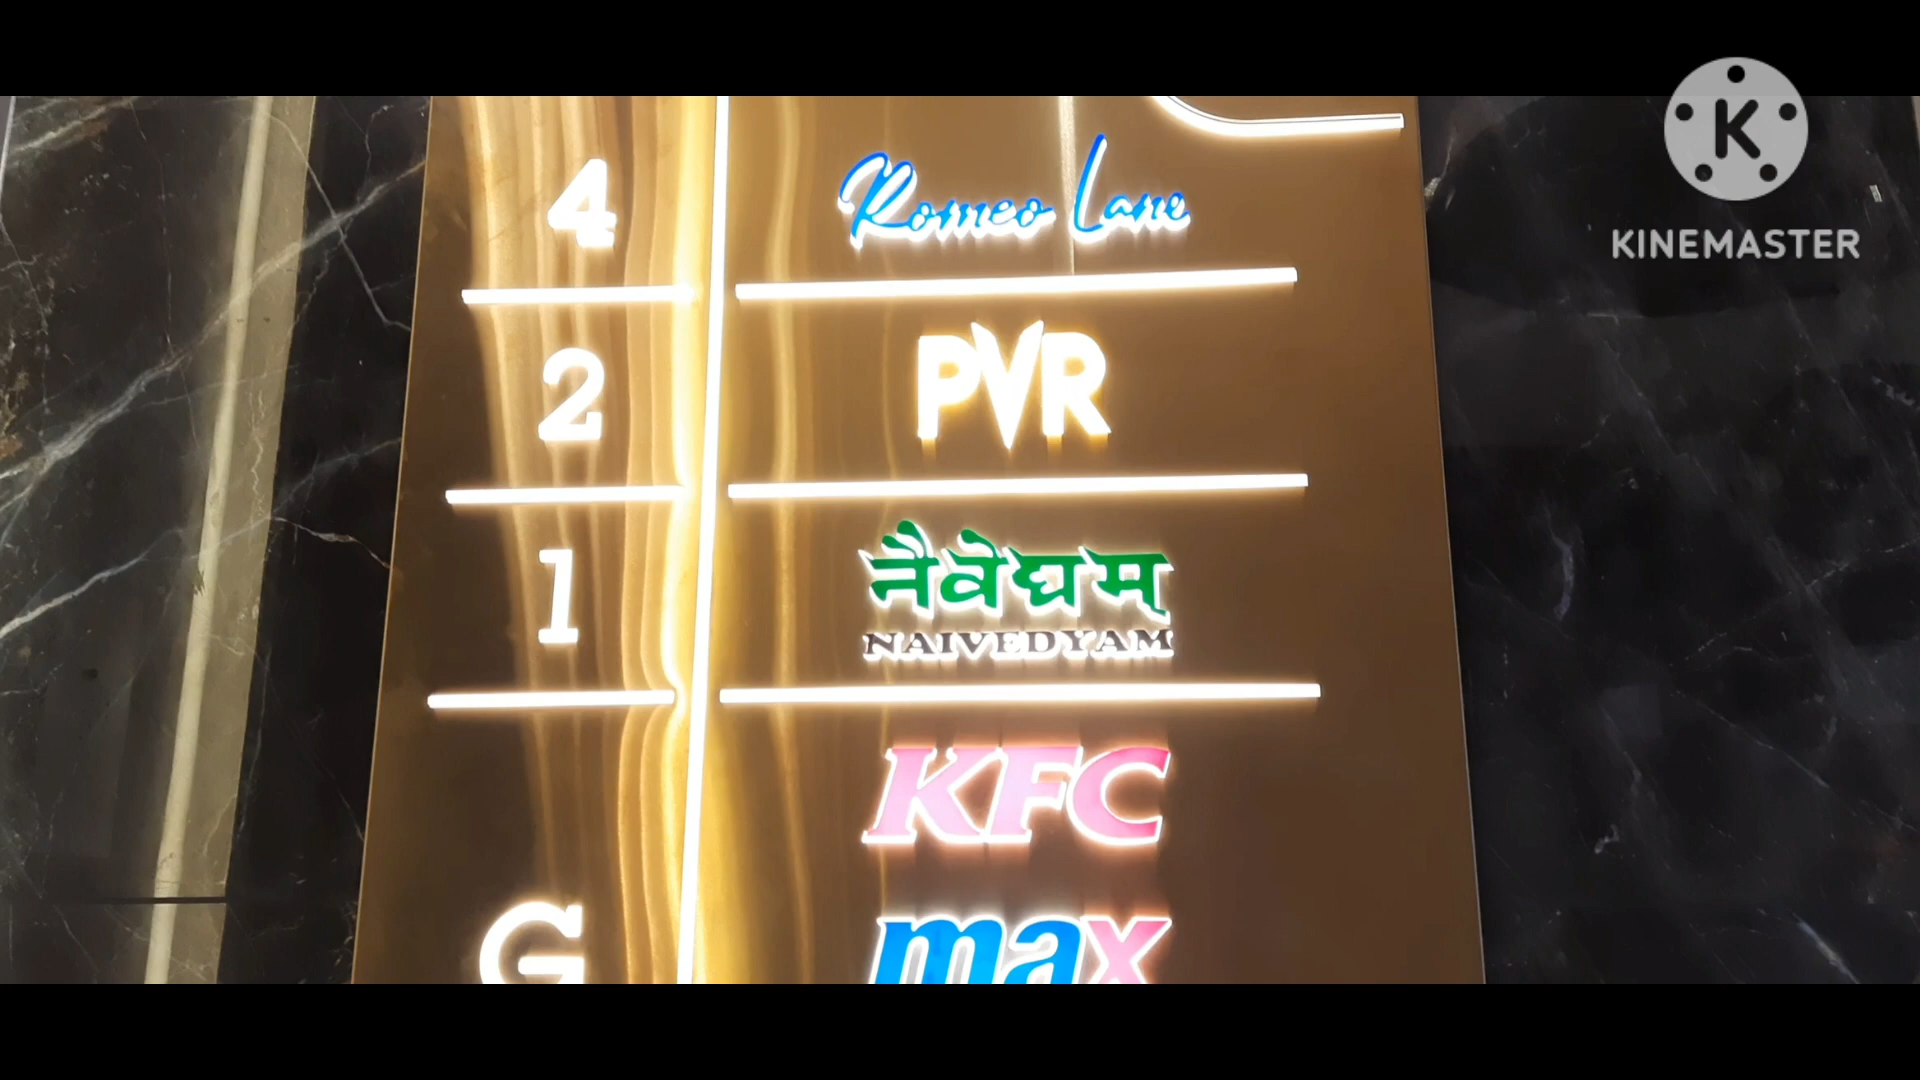 4 Romeo Lane
2 PVR
1 नैवेद्यम्
NAIVEDYAM
KFC
G max
K
KINEMASTER